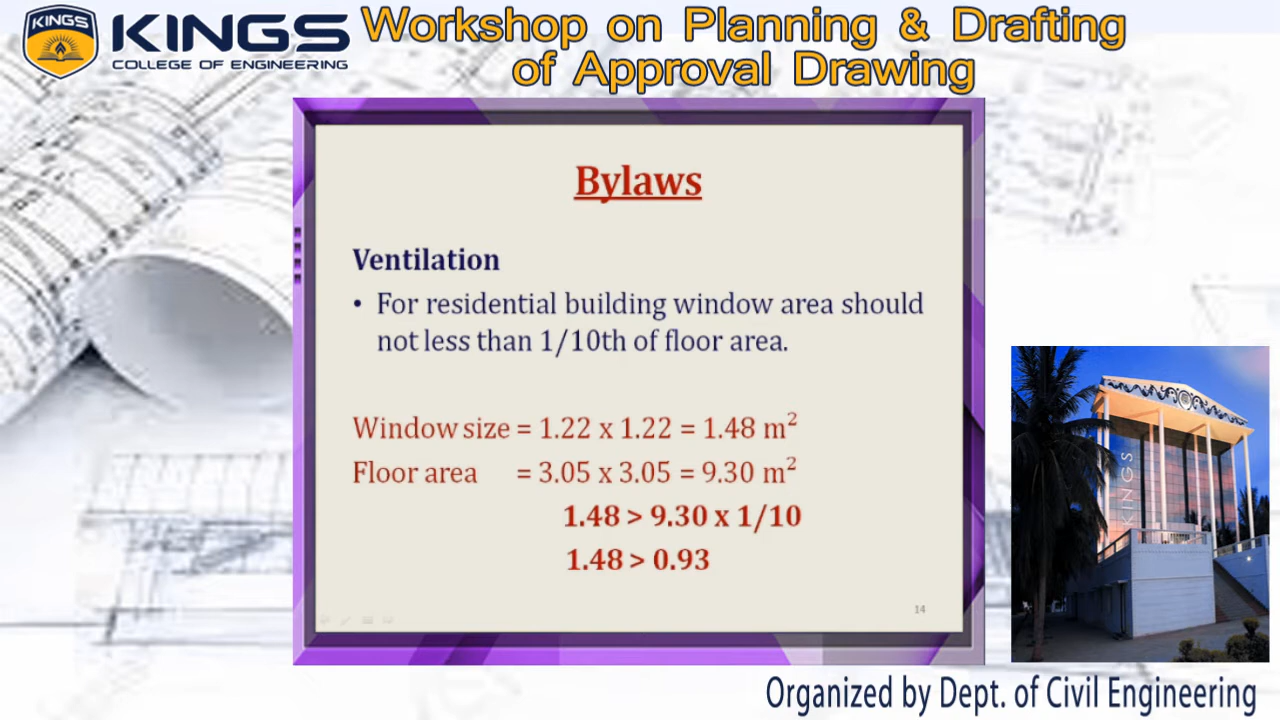 KINGS
KINGS
COLLEGE OF ENGINEERING
Workshop on Planning & Drafting
of Approval Drawing
Bylaws
Ventilation
• For residential building window area should
not less than 1/10th of floor area.
Window size = 1.22 x 1.22 = 1.48 m²
Floor area = 3.05 x 3.05 = 9.30 m²
1.48 > 9.30 x 1/10
1.48 > 0.93
14
KINGS
Organized by Dept. of Civil Engineering